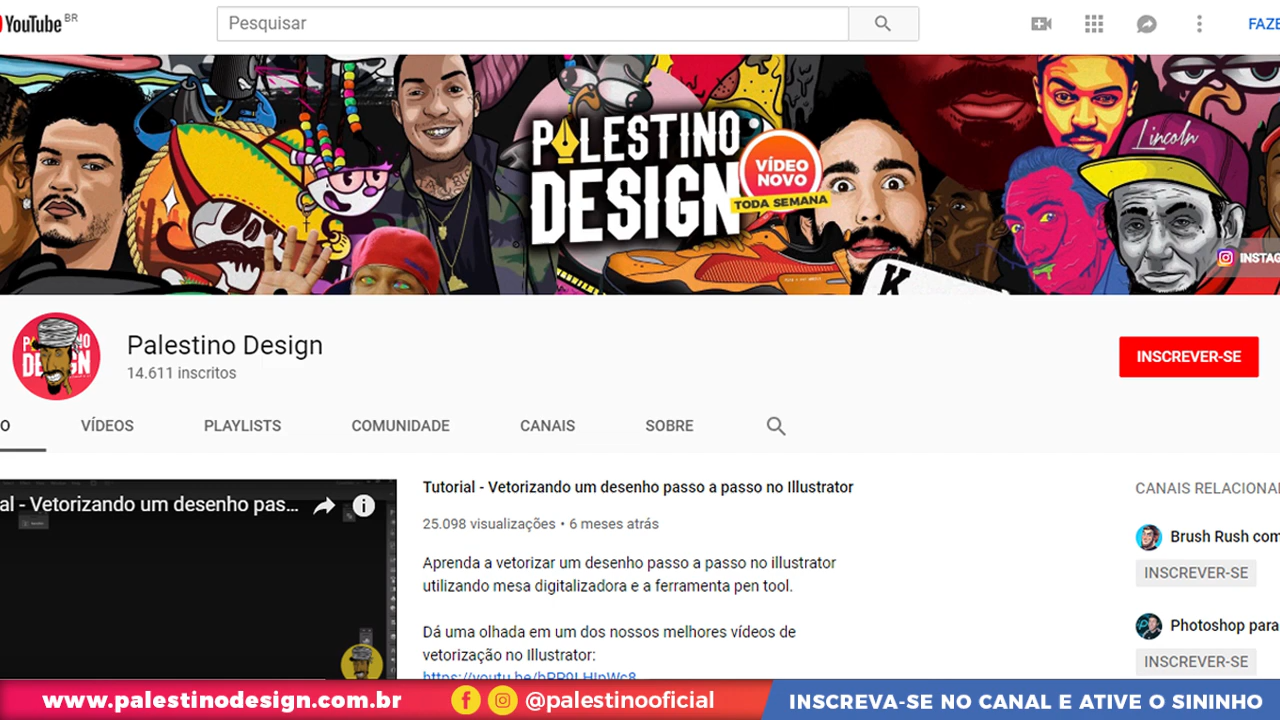 YouTube BR
Pesquisar
FAZE
PALESTINO
DESIGN
VÍDEO
NOVO
TODA SEMANA
Lincoln
K
INSTAG
PALESTINO
DESIGN
Palestino Design
14.611 inscritos
INSCREVER-SE
O
VÍDEOS
PLAYLISTS
COMUNIDADE
CANAIS
SOBRE
al - Vetorizando um desenho pas...
Tutorial - Vetorizando um desenho passo a passo no Illustrator
25.098 visualizações • 6 meses atrás
Aprenda a vetorizar um desenho passo a passo no illustrator
utilizando mesa digitalizadora e a ferramenta pen tool.
Dá uma olhada em um dos nossos melhores vídeos de
vetorização no Illustrator:
CANAIS RELACIONA
Brush Rush com
INSCREVER-SE
Photoshop para
INSCREVER-SE
www.palestinodesign.com.br
@palestinooficial
INSCREVA-SE NO CANAL E ATIVE O SININHO